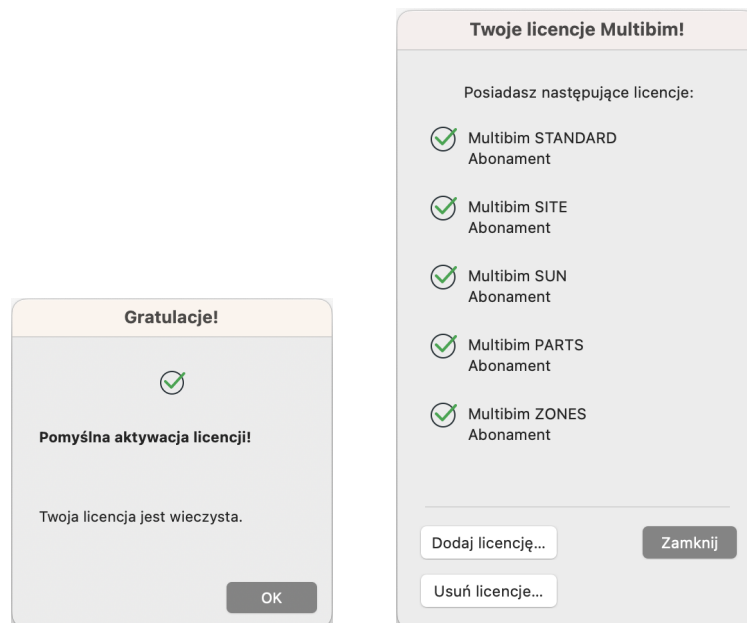 Gratulacje!
Pomyślna aktywacja licencji!
Twoja licencja jest wieczysta.
OK
Twoje licencje Multibim!
Posiadasz następujące licencje:
Multibim STANDARD
Abonament
Multibim SITE
Abonament
Multibim SUN
Abonament
Multibim PARTS
Abonament
Multibim ZONES
Abonament
Dodaj licencję...
Zamknij
Usuń licencje...